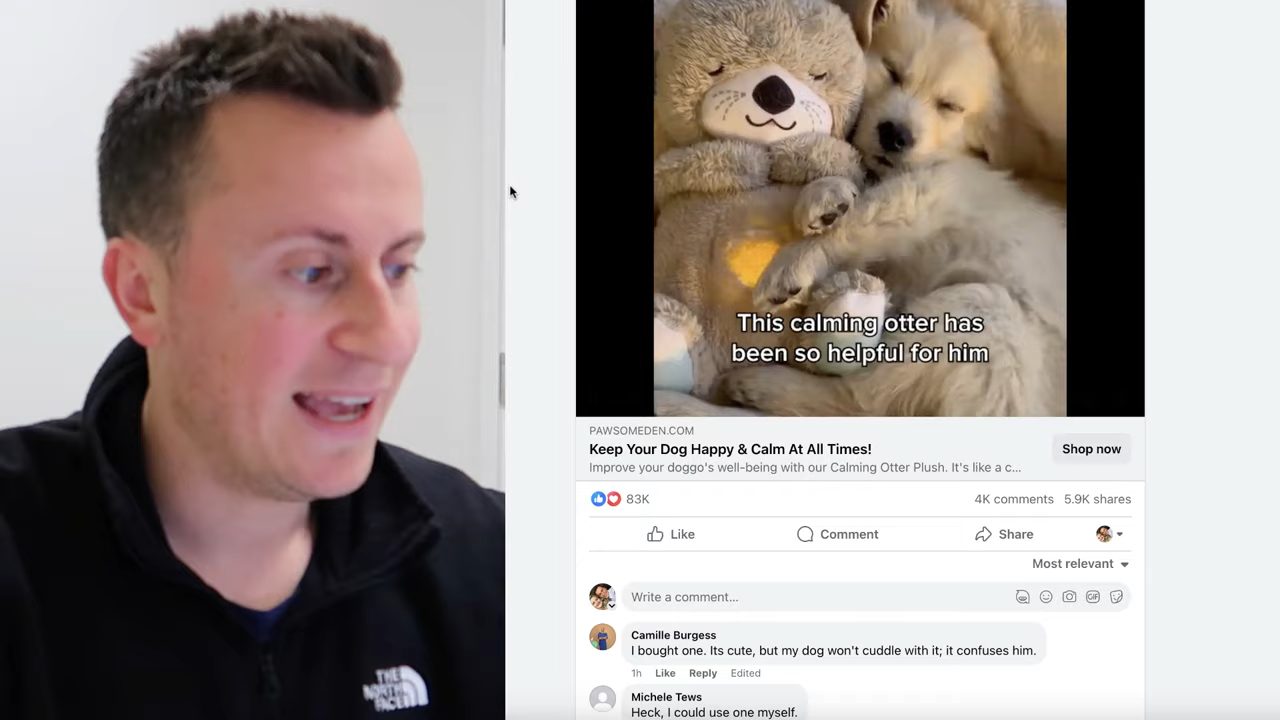 This calming otter has
been so helpful for him
PAWSOMEDEN.COM
Keep Your Dog Happy & Calm At All Times!
Shop now
Improve your doggo's well-being with our Calming Otter Plush. It's like a c...
83K
4K comments 5.9K shares
Like
Comment
Share
Most relevant
Write a comment...
GIF
Camille Burgess
I bought one. Its cute, but my dog won't cuddle with it; it confuses him.
1h Like Reply Edited
Michele Tews
Heck, I could use one myself.
THE
NORTH
FACE